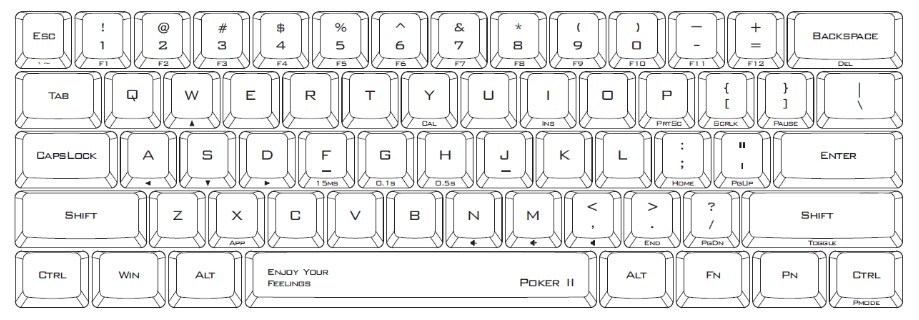 Esc ! @ # $ % ^ & * ( ) — + Backspace
1 2 3 4 5 6 7 8 9 0 - =
` ~ F1 F2 F3 F4 F5 F6 F7 F8 F9 F10 F11 F12 Del
Tab Q W E R T Y U I O P { } |
[ ] \
▲ Cal Ins PrtSc ScrLk Pause
CapsLock A S D F G H J K L : " Enter
; '
◄ ▼ ► 15ms 0.1s 0.5s Home PgUp
Shift Z X C V B N M < > ? Shift
, . /
App End PgDn Toggle
Ctrl Win Alt Enjoy Your Alt Fn Pn Ctrl
Feelings Poker II
Pmode